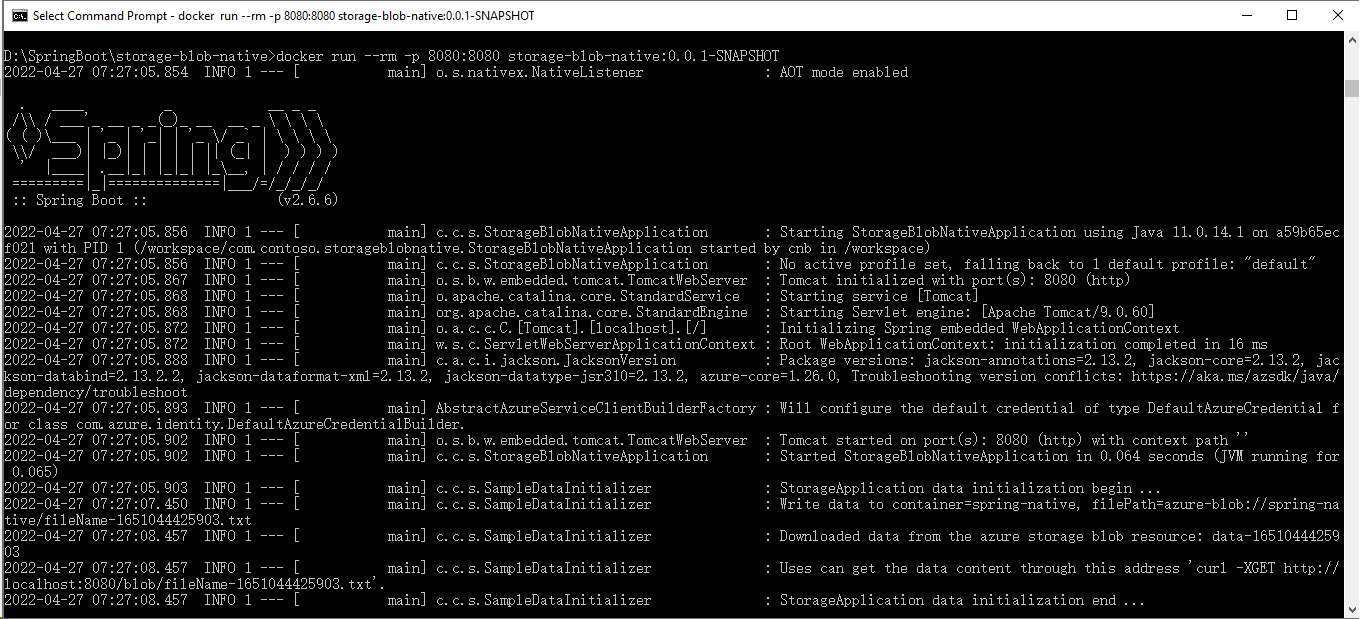 Select Command Prompt - docker run --rm -p 8080:8080 storage-blob-native:0.0.1-SNAPSHOT
D:\SpringBoot\storage-blob-native>docker run --rm -p 8080:8080 storage-blob-native:0.0.1-SNAPSHOT
2022-04-27 07:27:05.854  INFO 1 --- [           main] o.s.nativex.NativeListener               : AOT mode enabled
Spring
:: Spring Boot ::                (v2.6.6)
2022-04-27 07:27:05.856  INFO 1 --- [           main] c.c.s.StorageBlobNativeApplication       : Starting StorageBlobNativeApplication using Java 11.0.14.1 on a59b65ec
f021 with PID 1 (/workspace/com.contoso.storageblobnative.StorageBlobNativeApplication started by cnb in /workspace)
2022-04-27 07:27:05.856  INFO 1 --- [           main] c.c.s.StorageBlobNativeApplication       : No active profile set, falling back to 1 default profile: "default"
2022-04-27 07:27:05.867  INFO 1 --- [           main] o.s.b.w.embedded.tomcat.TomcatWebServer  : Tomcat initialized with port(s): 8080 (http)
2022-04-27 07:27:05.868  INFO 1 --- [           main] o.apache.catalina.core.StandardService   : Starting service [Tomcat]
2022-04-27 07:27:05.868  INFO 1 --- [           main] org.apache.catalina.core.StandardEngine  : Starting Servlet engine: [Apache Tomcat/9.0.60]
2022-04-27 07:27:05.872  INFO 1 --- [           main] o.a.c.c.C.[Tomcat].[localhost].[/]       : Initializing Spring embedded WebApplicationContext
2022-04-27 07:27:05.872  INFO 1 --- [           main] w.s.c.ServletWebServerApplicationContext : Root WebApplicationContext: initialization completed in 16 ms
2022-04-27 07:27:05.888  INFO 1 --- [           main] c.a.c.i.jackson.JacksonVersion           : Package versions: jackson-annotations=2.13.2, jackson-core=2.13.2, jac
kson-databind=2.13.2.2, jackson-dataformat-xml=2.13.2, jackson-datatype-jsr310=2.13.2, azure-core=1.26.0, Troubleshooting version conflicts: https://aka.ms/azsdk/java/
dependency/troubleshoot
2022-04-27 07:27:05.893  INFO 1 --- [           main] AbstractAzureServiceClientBuilderFactory : Will configure the default credential of type DefaultAzureCredential f
or class com.azure.identity.DefaultAzureCredentialBuilder.
2022-04-27 07:27:05.902  INFO 1 --- [           main] o.s.b.w.embedded.tomcat.TomcatWebServer  : Tomcat started on port(s): 8080 (http) with context path ''
2022-04-27 07:27:05.902  INFO 1 --- [           main] c.c.s.StorageBlobNativeApplication       : Started StorageBlobNativeApplication in 0.064 seconds (JVM running for
 0.065)
2022-04-27 07:27:05.903  INFO 1 --- [           main] c.c.s.SampleDataInitializer              : StorageApplication data initialization begin ...
2022-04-27 07:27:07.450  INFO 1 --- [           main] c.c.s.SampleDataInitializer              : Write data to container=spring-native, filePath=azure-blob://spring-na
tive/fileName-1651044425903.txt
2022-04-27 07:27:08.457  INFO 1 --- [           main] c.c.s.SampleDataInitializer              : Downloaded data from the azure storage blob resource: data-16510444259
03
2022-04-27 07:27:08.457  INFO 1 --- [           main] c.c.s.SampleDataInitializer              : Uses can get the data content through this address 'curl -XGET http://
localhost:8080/blob/fileName-1651044425903.txt'.
2022-04-27 07:27:08.457  INFO 1 --- [           main] c.c.s.SampleDataInitializer              : StorageApplication data initialization end ...